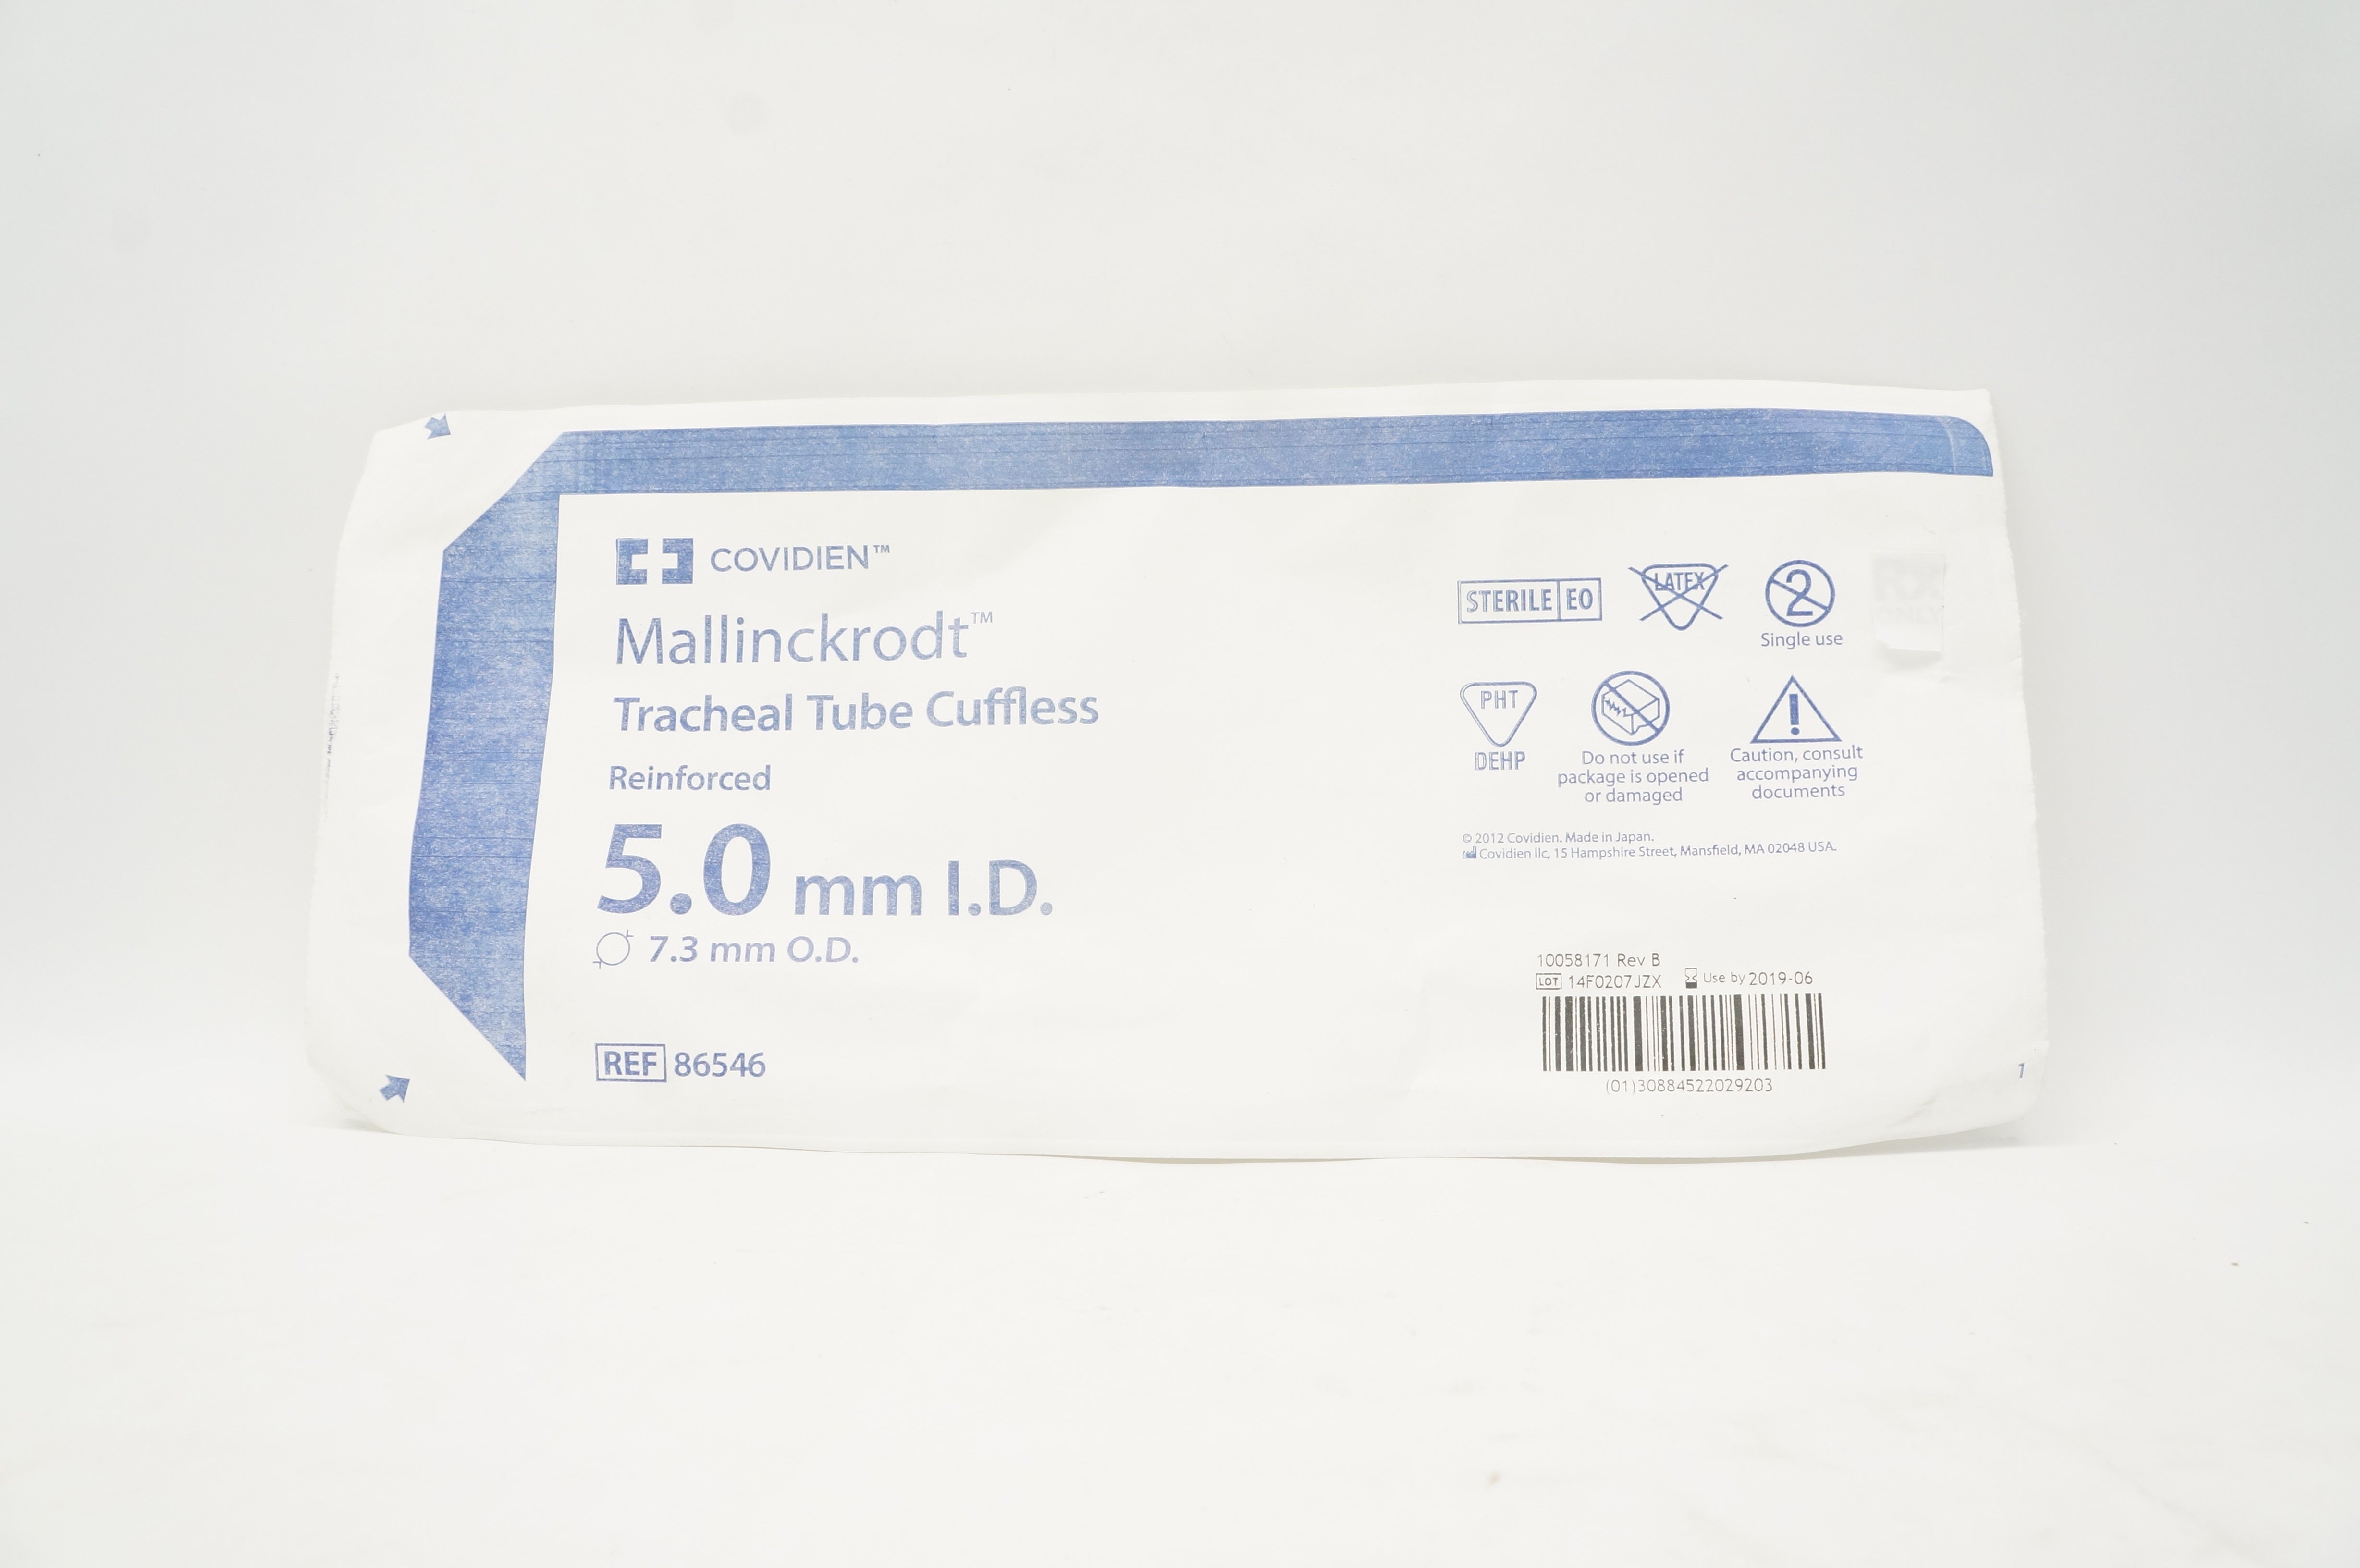 COVIDIEN™
Mallinckrodt™
Tracheal Tube Cuffless
Reinforced
5.0 mm I.D.
7.3 mm O.D.
REF 86546
STERILE EO
LATEX
2
Single use
PHT
DEHP
Do not use if
package is opened
or damaged
Caution, consult
accompanying
documents
© 2012 Covidien. Made in Japan.
Covidien llc, 15 Hampshire Street, Mansfield, MA 02048 USA.
10058171 Rev B
LOT 14F0207JZX Use by 2019-06
(01)30884522029203
1